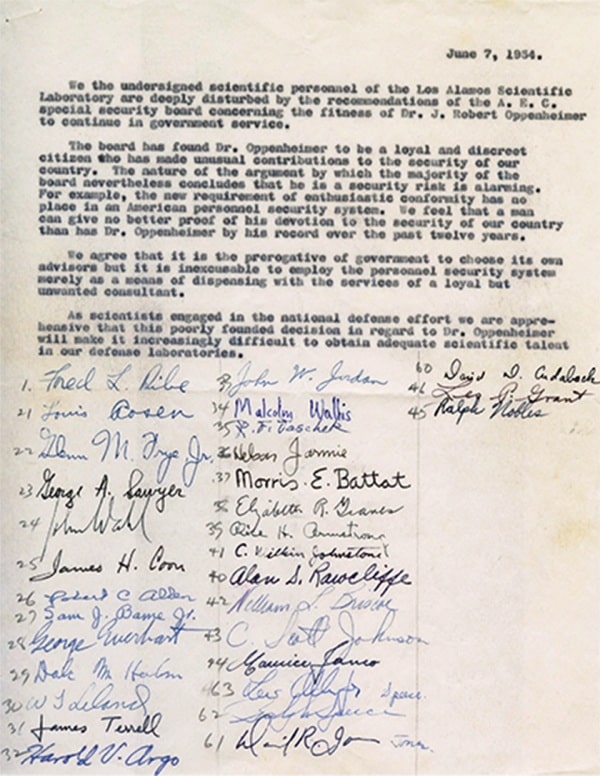 June 7, 1954.
We the undersigned scientific personnel of the Los Alamos Scientific
Laboratory are deeply disturbed by the recommendations of the A. E. C.
special security board concerning the fitness of Dr. J. Robert Oppenheimer
to continue in government service.
The board has found Dr. Oppenheimer to be a loyal and discreet
citizen who has made unusual contributions to the security of our
country. The nature of the argument by which the majority of the
board nevertheless concludes that he is a security risk is alarming.
For example, the new requirement of enthusiastic conformity has no
place in an American personnel security system. We feel that a man
can give no better proof of his devotion to the security of our country
than has Dr. Oppenheimer by his record over the past twelve years.
We agree that it is the prerogative of government to choose its own
advisors but it is inexcusable to employ the personnel security system
merely as a means of dispensing with the services of a loyal but
unwanted consultant.
As scientists engaged in the national defense effort we are appre-
hensive that this poorly founded decision in regard to Dr. Oppenheimer
will make it increasingly difficult to obtain adequate scientific talent
in our defense laboratories.
1. Fred L. Ribe
21 Louis Rosen
22 Glenn M. Frye Jr.
23 George A. Sawyer
24 John Wahl
25 James H. Coon
26 Robert C Allen
27 Sam J. Bame Jr.
28 George Everhart
29 Dale M. Holm
30 W T Leland
31 James Terrell
32 Harold V. Argo
33 John W. Jordan
34 Malcolm Wallis
35 R. F. Taschek
36 Nelson Jarmie
37 Morris E. Battat
38 Elizabeth R. Graves
39 Alice H. Armstrong
41 C. Wilkin Johnstone
40 Alan S. Rawcliffe
42 William L. Briscoe
43 C. Scott Johnson
44 Maurice
63
62
61 David R.
60 David D. Cudaback
46 P. Grant
45 Ralph Nobles